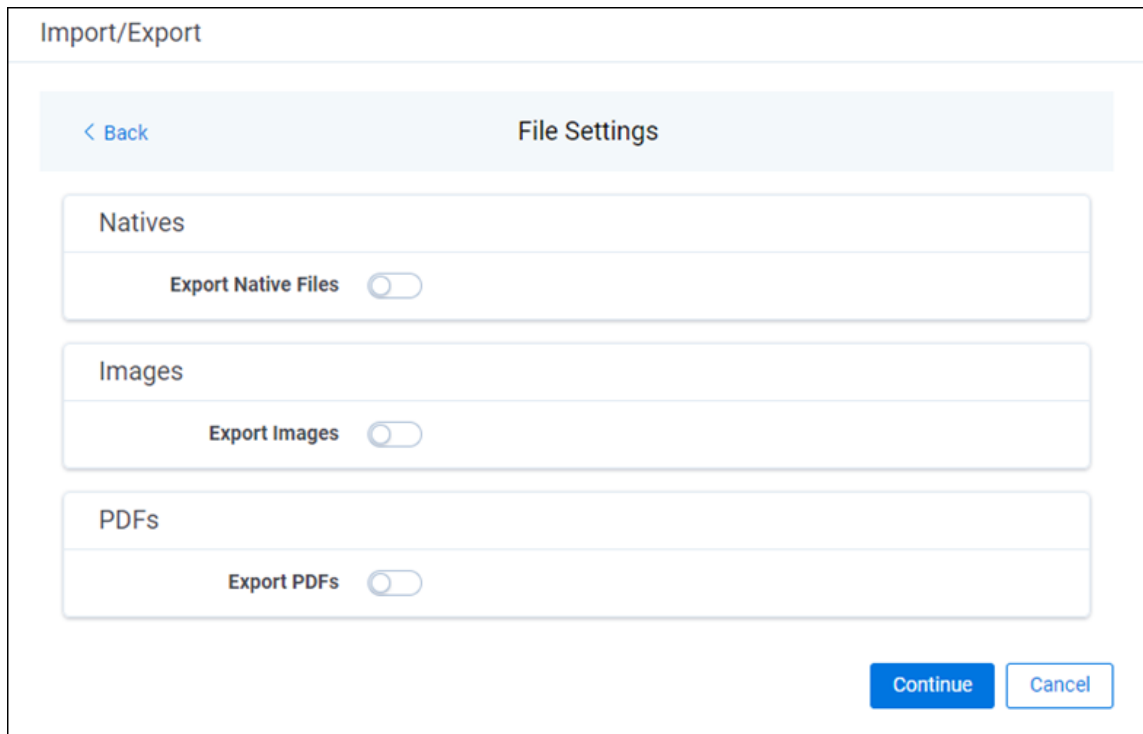 Import/Export
< Back
File Settings
Natives
Export Native Files
Images
Export Images
PDFs
Export PDFs
Continue
Cancel